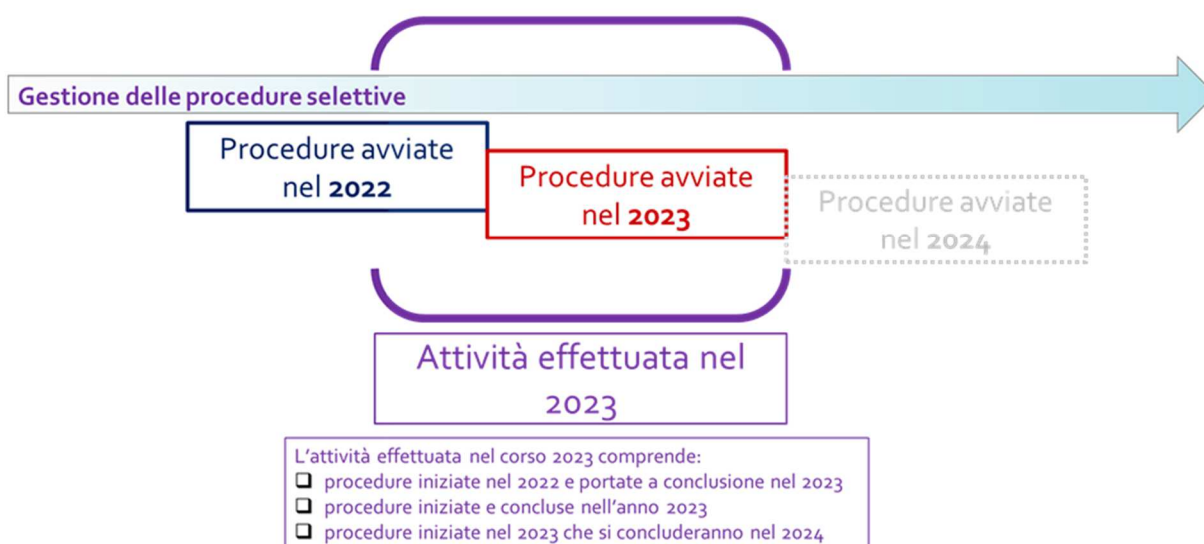 Gestione delle procedure selettive
Procedure avviate
nel 2022
Procedure avviate
nel 2023
Procedure avviate
nel 2024
Attività effettuata nel
2023
L'attività effettuata nel corso 2023 comprende:
procedure iniziate nel 2022 e portate a conclusione nel 2023
procedure iniziate e concluse nell'anno 2023
procedure iniziate nel 2023 che si concluderanno nel 2024